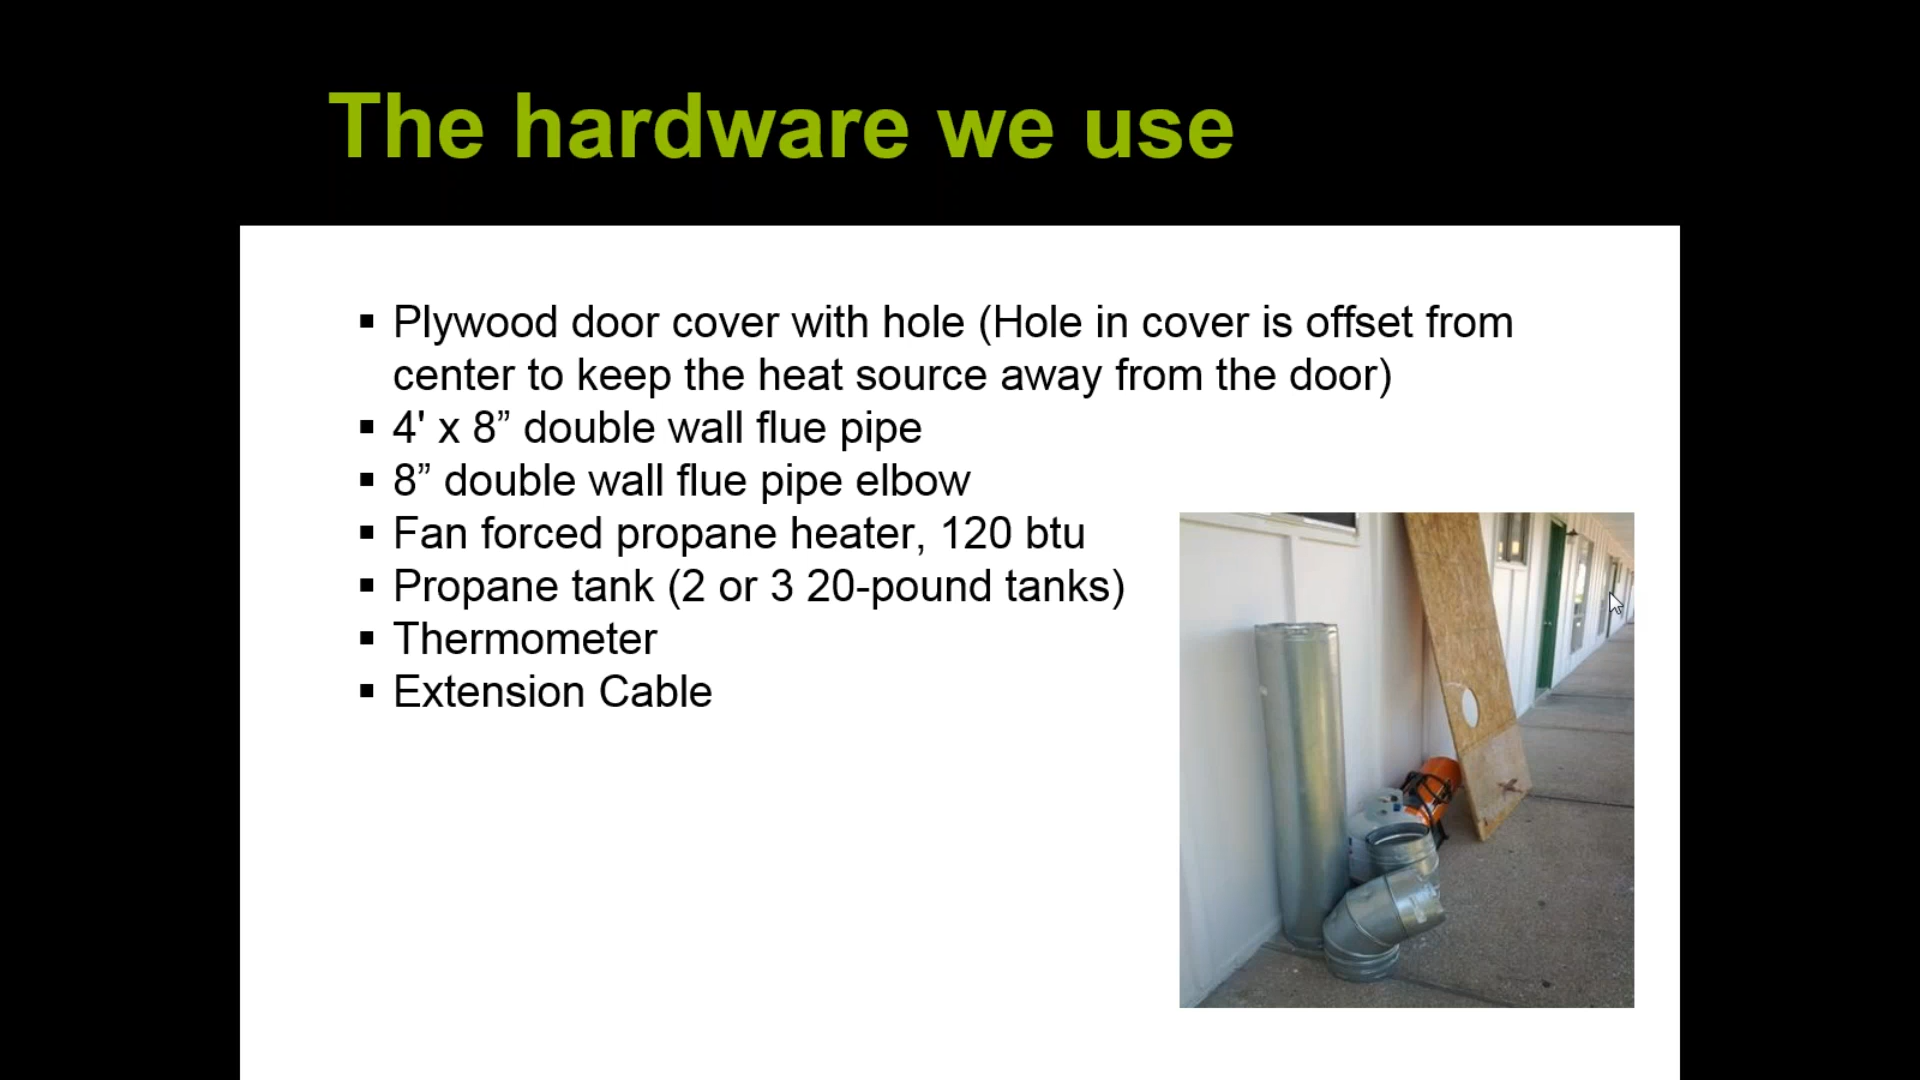 The hardware we use
▪ Plywood door cover with hole (Hole in cover is offset from
center to keep the heat source away from the door)
▪ 4' x 8” double wall flue pipe
▪ 8” double wall flue pipe elbow
▪ Fan forced propane heater, 120 btu
▪ Propane tank (2 or 3 20-pound tanks)
▪ Thermometer
▪ Extension Cable